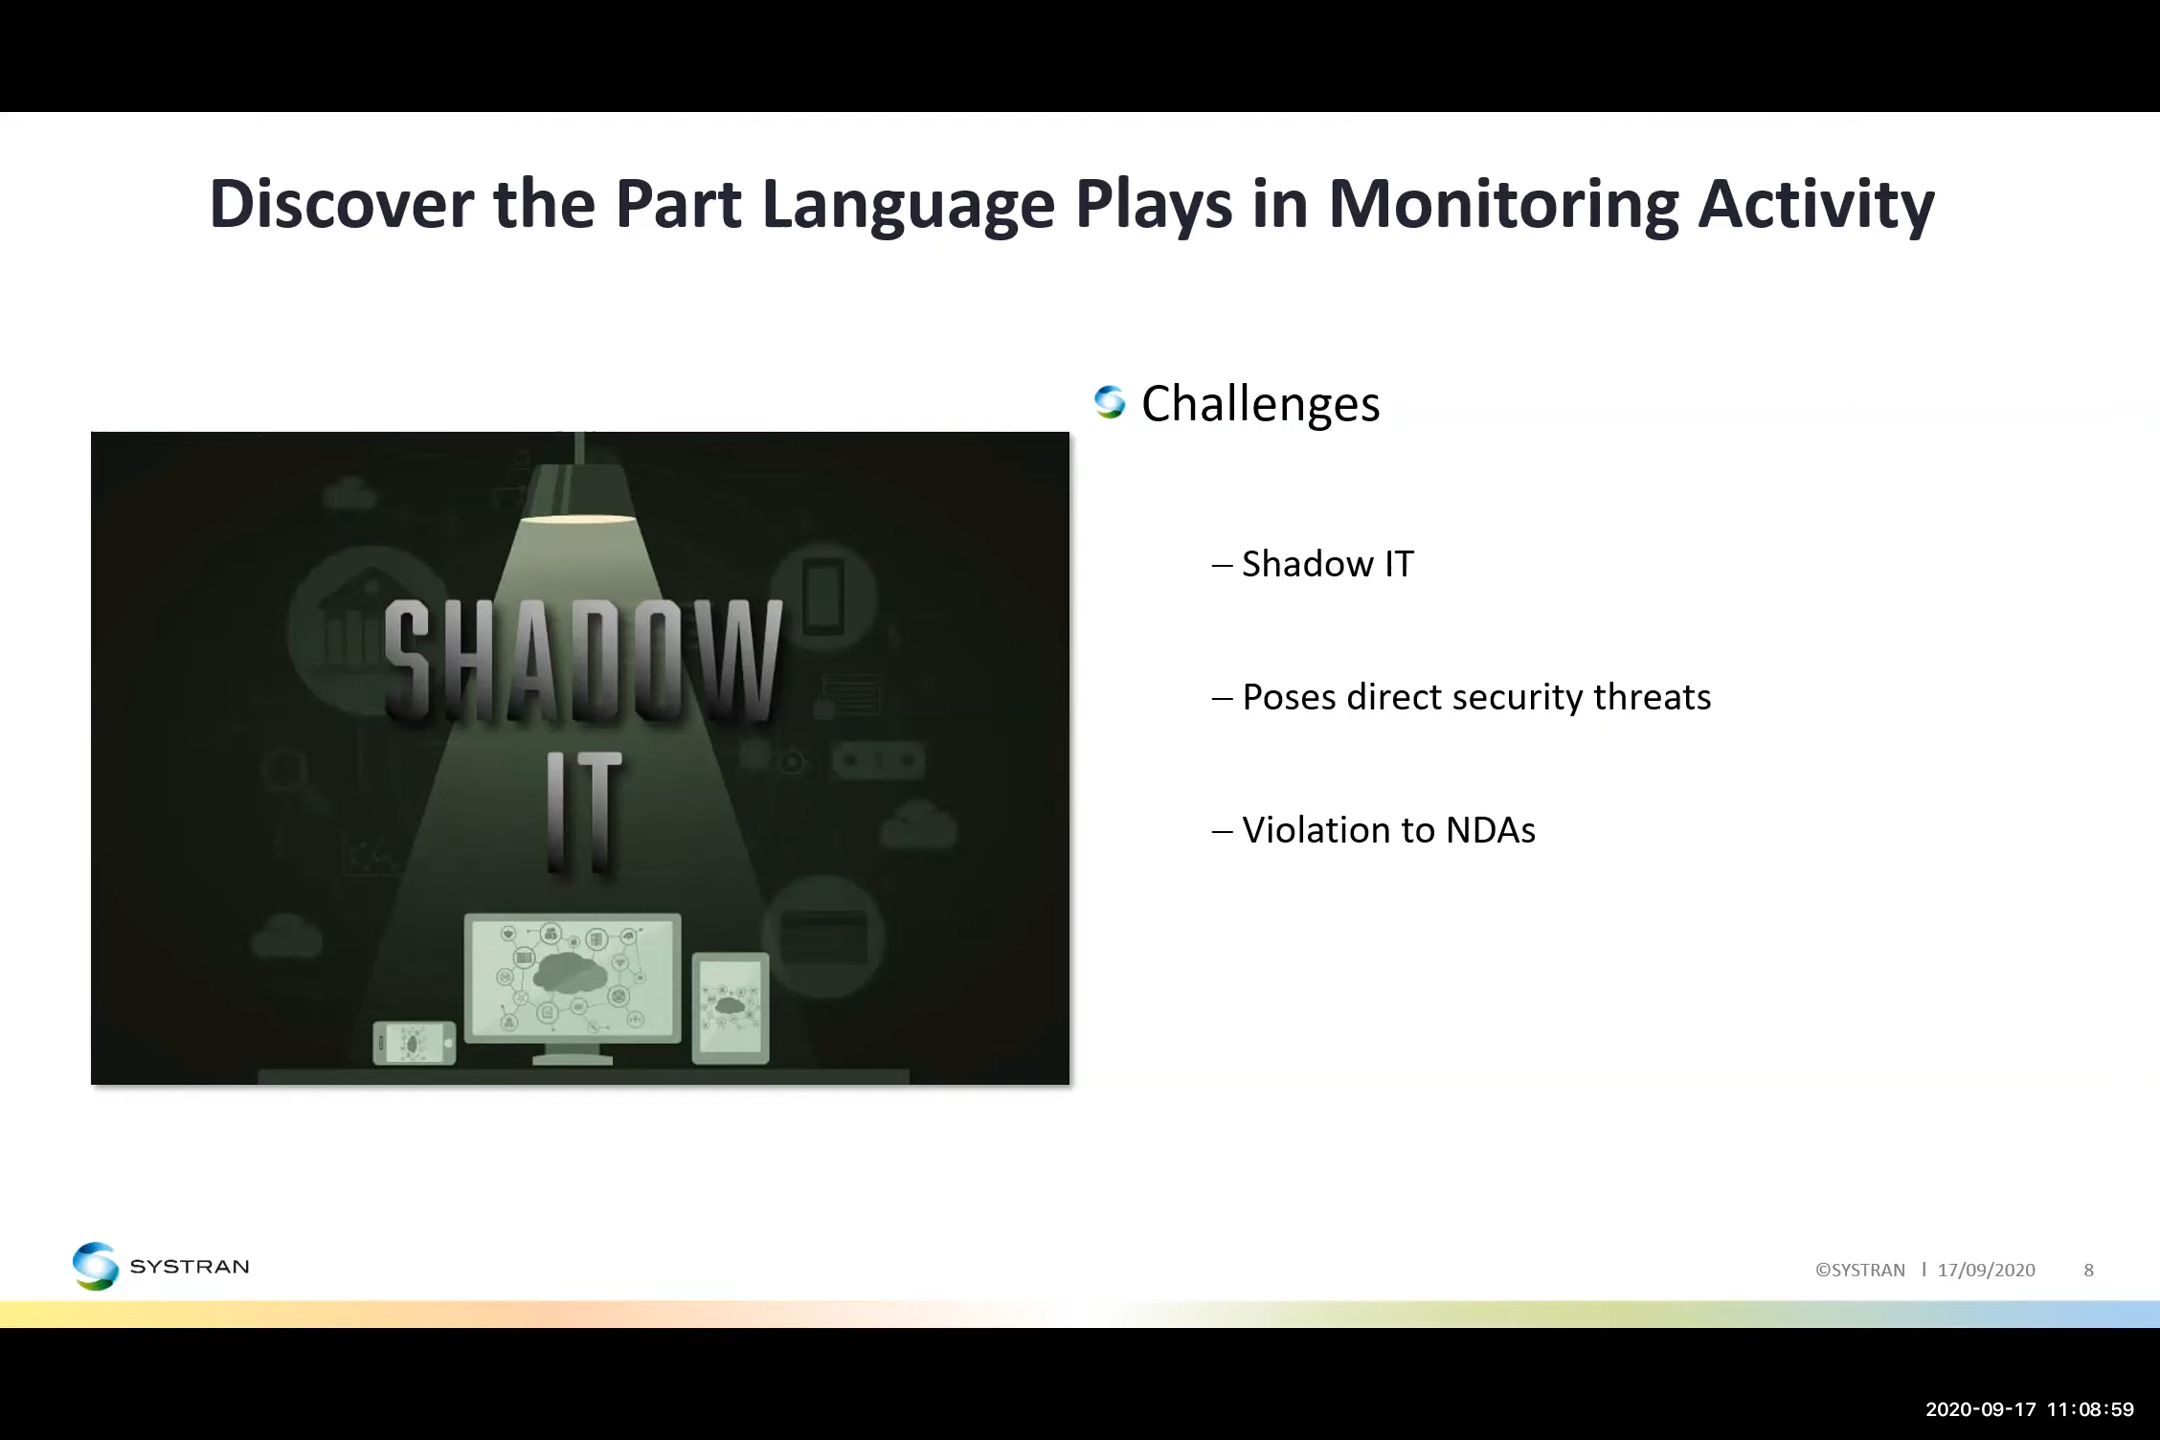 Discover the Part Language Plays in Monitoring Activity
Challenges
SHADOW
IT
– Shadow IT
– Poses direct security threats
– Violation to NDAs
SYSTRAN
©SYSTRAN | 17/09/2020 8
2020-09-17 11:08:59